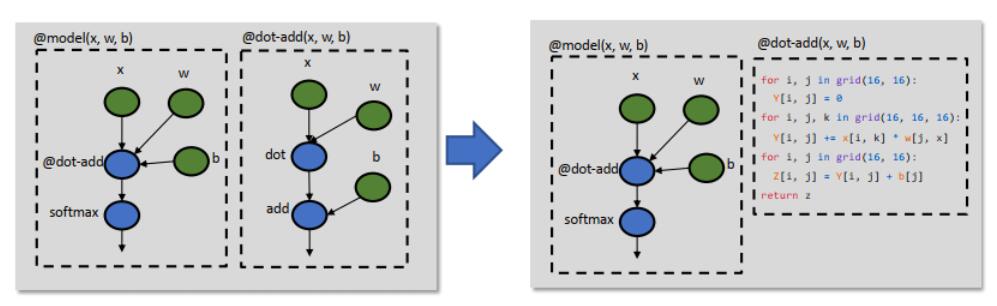 @model(x, w, b)
x
w
@dot-add
b
softmax
@dot-add(x, w, b)
x
w
dot
b
add
@model(x, w, b)
x
w
@dot-add
b
softmax
@dot-add(x, w, b)
for i, j in grid(16, 16):
Y[i, j] = 0
for i, j, k in grid(16, 16, 16):
Y[i, j] += x[i, k] * w[j, x]
for i, j in grid(16, 16):
Z[i, j] = Y[i, j] + b[j]
return z